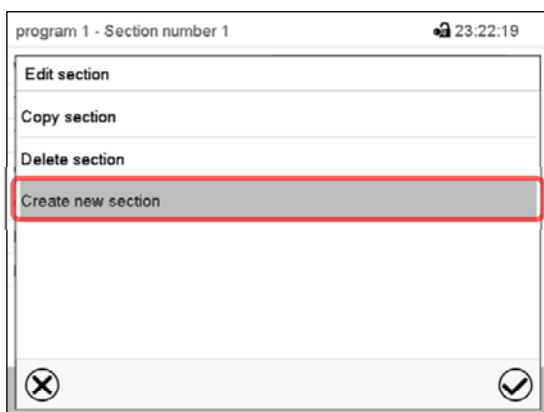 program 1 - Section number 1 23:22:19
Edit section
Copy section
Delete section
Create new section